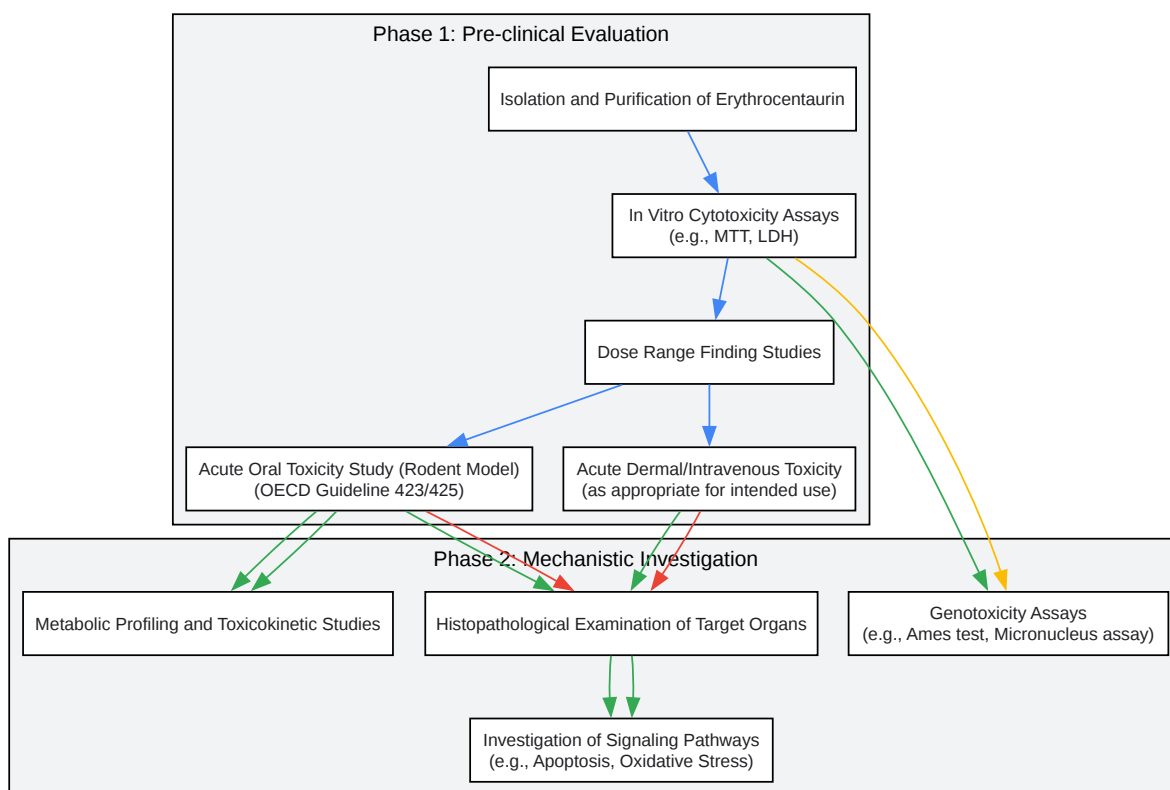 Phase 1: Pre-clinical Evaluation
Isolation and Purification of Erythrocentaurin
In Vitro Cytotoxicity Assays
(e.g., MTT, LDH)
Dose Range Finding Studies
Acute Oral Toxicity Study (Rodent Model)
(OECD Guideline 423/425)
Acute Dermal/Intravenous Toxicity
(as appropriate for intended use)
Phase 2: Mechanistic Investigation
Metabolic Profiling and Toxicokinetic Studies
Histopathological Examination of Target Organs
Genotoxicity Assays
(e.g., Ames test, Micronucleus assay)
Investigation of Signaling Pathways
(e.g., Apoptosis, Oxidative Stress)